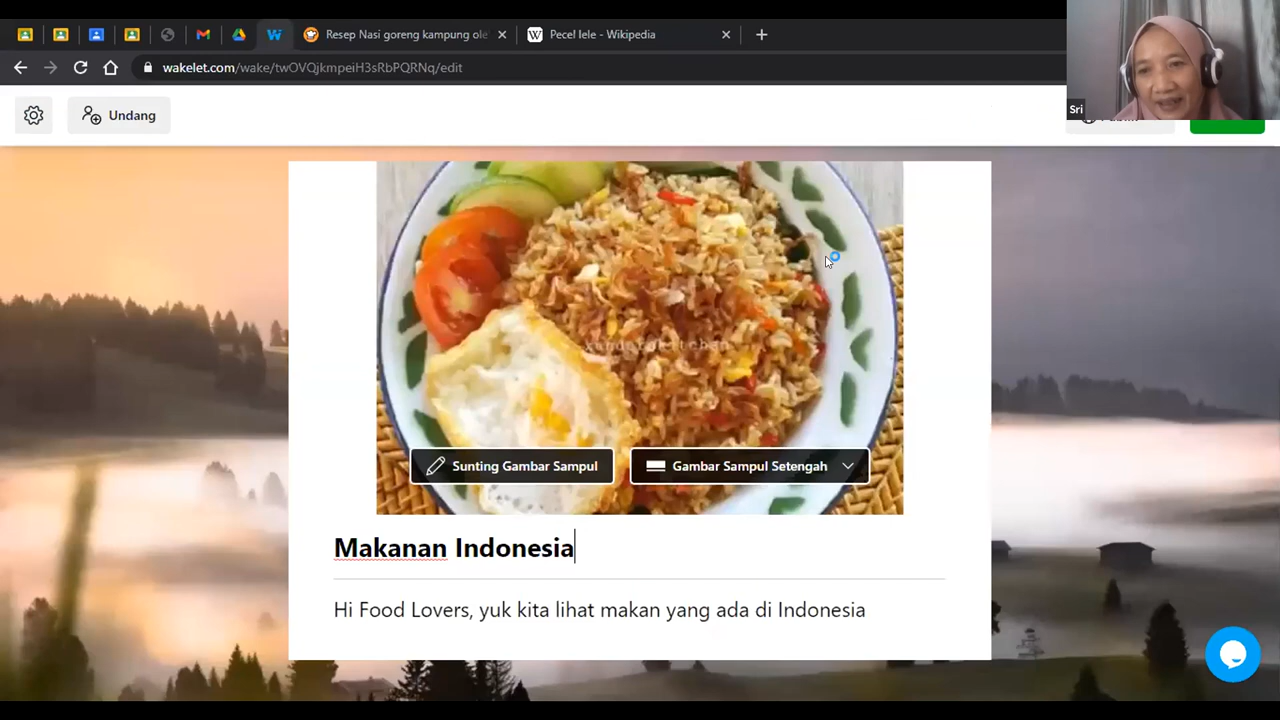 Resep Nasi goreng kampung ole
Pecel lele - Wikipedia
wakelet.com/wake/twOVQjkmpeiH3sRbPQRNq/edit
Sri
Undang
Sunting Gambar Sampul
Gambar Sampul Setengah
Makanan Indonesia
Hi Food Lovers, yuk kita lihat makan yang ada di Indonesia